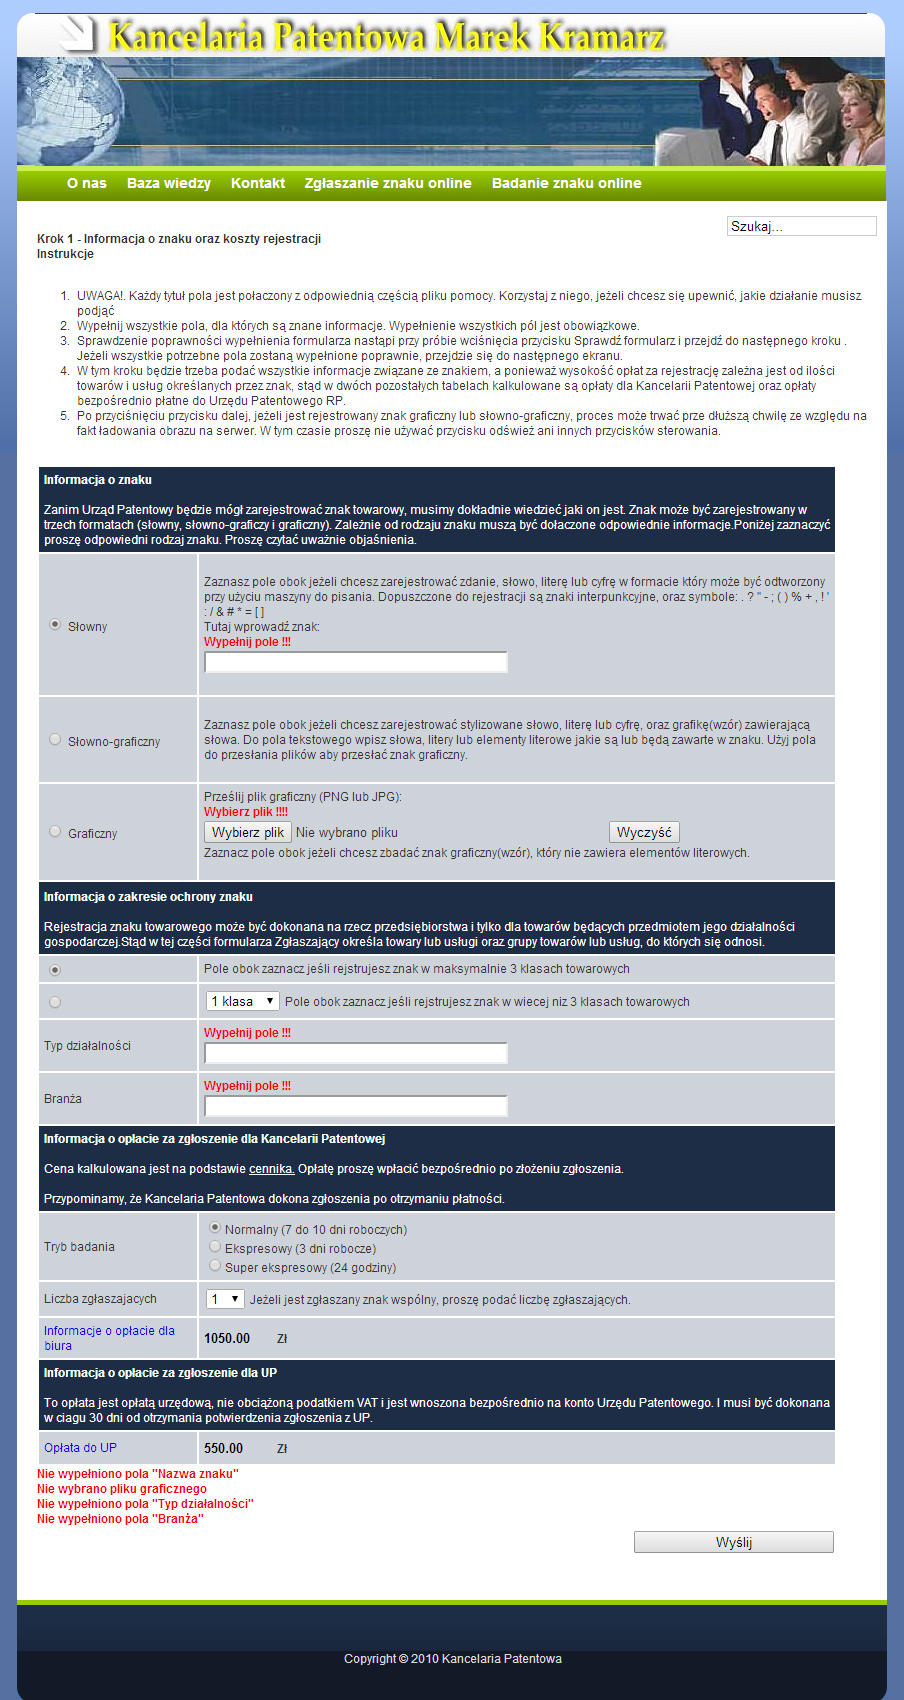 Kancelaria Patentowa Marek Kramarz
O nas Baza wiedzy Kontakt Zgłaszanie znaku online Badanie znaku online
Szukaj...
Krok 1 - Informacja o znaku oraz koszty rejestracji
Instrukcje
1. UWAGA!. Każdy tytuł pola jest połaczony z odpowiednią częścią pliku pomocy. Korzystaj z niego, jeżeli chcesz się upewnić, jakie działanie musisz
podjąć
2. Wypełnij wszystkie pola, dla których są znane informacje. Wypełnienie wszystkich pól jest obowiązkowe.
3. Sprawdzenie poprawności wypełnienia formularza nastąpi przy próbie wciśnięcia przycisku Sprawdź formularz i przejdź do następnego kroku .
Jeżeli wszystkie potrzebne pola zostaną wypełnione poprawnie, przejdzie się do następnego ekranu.
4. W tym kroku będzie trzeba podać wszystkie informacje związane ze znakiem, a ponieważ wysokość opłat za rejestrację zależna jest od ilości
towarów i usług określanych przez znak, stąd w dwóch pozostałych tabelach kalkulowane są opłaty dla Kancelarii Patentowej oraz opłaty
bezpośrednio płatne do Urzędu Patentowego RP.
5. Po przyciśnięciu przycisku dalej, jeżeli jest rejestrowany znak graficzny lub słowno-graficzny, proces może trwać prze dłuższą chwilę ze względu na
fakt ładowania obrazu na serwer. W tym czasie proszę nie używać przycisku odśwież ani innych przycisków sterowania.
Informacja o znaku
Zanim Urząd Patentowy będzie mógł zarejestrować znak towarowy, musimy dokładnie wiedzieć jaki on jest. Znak może być zarejestrowany w
trzech formatach (słowny, słowno-graficzy i graficzny). Zależnie od rodzaju znaku muszą być dołaczone odpowiednie informacje.Poniżej zaznaczyć
proszę odpowiedni rodzaj znaku. Proszę czytać uważnie objaśnienia.
Słowny
Zaznasz pole obok jeżeli chcesz zarejestrować zdanie, słowo, literę lub cyfrę w formacie który może być odtworzony
przy użyciu maszyny do pisania. Dopuszczone do rejestracji są znaki interpunkcyjne, oraz symbole: . ? " - ; ( ) % + , ! '
: / & # * = [ ]
Tutaj wprowadź znak:
Wypełnij pole !!!
Słowno-graficzny
Zaznasz pole obok jeżeli chcesz zarejestrować stylizowane słowo, literę lub cyfrę, oraz grafikę(wzór) zawierającą
słowa. Do pola tekstowego wpisz słowa, litery lub elementy literowe jakie są lub będą zawarte w znaku. Użyj pola
do przesłania plików aby przesłać znak graficzny.
Graficzny
Prześlij plik graficzny (PNG lub JPG):
Wybierz plik !!!!
Wybierz plik Nie wybrano pliku Wyczyść
Zaznacz pole obok jeżeli chcesz zbadać znak graficzny(wzór), który nie zawiera elementów literowych.
Informacja o zakresie ochrony znaku
Rejestracja znaku towarowego może być dokonana na rzecz przedsiębiorstwa i tylko dla towarów będących przedmiotem jego działalności
gospodarczej.Stąd w tej części formularza Zgłaszający określa towary lub usługi oraz grupy towarów lub usług, do których się odnosi.
Pole obok zaznacz jeśli rejstrujesz znak w maksymalnie 3 klasach towarowych
1 klasa Pole obok zaznacz jeśli rejstrujesz znak w wiecej niz 3 klasach towarowych
Typ działalności
Wypełnij pole !!!
Branża
Wypełnij pole !!!
Informacja o opłacie za zgłoszenie dla Kancelarii Patentowej
Cena kalkulowana jest na podstawie cennika. Opłatę proszę wpłacić bezpośrednio po złożeniu zgłoszenia.
Przypominamy, że Kancelaria Patentowa dokona zgłoszenia po otrzymaniu płatności.
Tryb badania
Normalny (7 do 10 dni roboczych)
Ekspresowy (3 dni robocze)
Super ekspresowy (24 godziny)
Liczba zgłaszajacych
1 Jeżeli jest zgłaszany znak wspólny, proszę podać liczbę zgłaszających.
Informacje o opłacie dla
biura
1050.00 Zł
Informacja o opłacie za zgłoszenie dla UP
To opłata jest opłatą urzędową, nie obciążoną podatkiem VAT i jest wnoszona bezpośrednio na konto Urzędu Patentowego. I musi być dokonana
w ciagu 30 dni od otrzymania potwierdzenia zgłoszenia z UP.
Opłata do UP
550.00 Zł
Nie wypełniono pola "Nazwa znaku"
Nie wybrano pliku graficznego
Nie wypełniono pola "Typ działalności"
Nie wypełniono pola "Branża"
Wyślij
Copyright © 2010 Kancelaria Patentowa